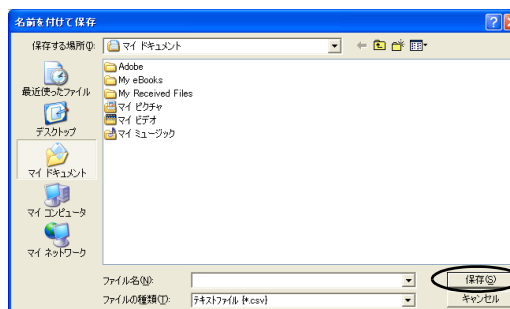 名前を付けて保存
保存する場所(I):
マイ ドキュメント
最近使ったファイル
デスクトップ
マイ ドキュメント
マイ コンピュータ
マイ ネットワーク
Adobe
My eBooks
My Received Files
マイ ピクチャ
マイ ビデオ
マイ ミュージック
ファイル名(N):
保存(S)
ファイルの種類(T):
テキストファイル {*.csv}
キャンセル